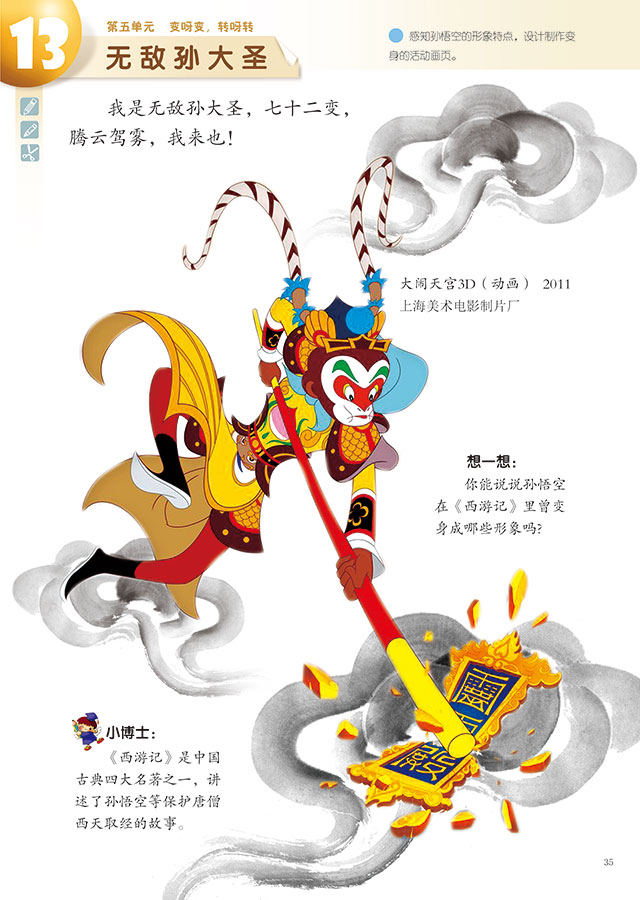 13
第五单元 变呀变，转呀转
无敌孙大圣
感知孙悟空的形象特点，设计制作变
身的活动画页。
我是无敌孙大圣，七十二变，
腾云驾雾，我来也！
大闹天宫3D（动画） 2011
上海美术电影制片厂
想一想：
你能说说孙悟空
在《西游记》里曾变
身成哪些形象吗？
小博士：
《西游记》是中国
古典四大名著之一，讲
述了孙悟空等保护唐僧
西天取经的故事。
35